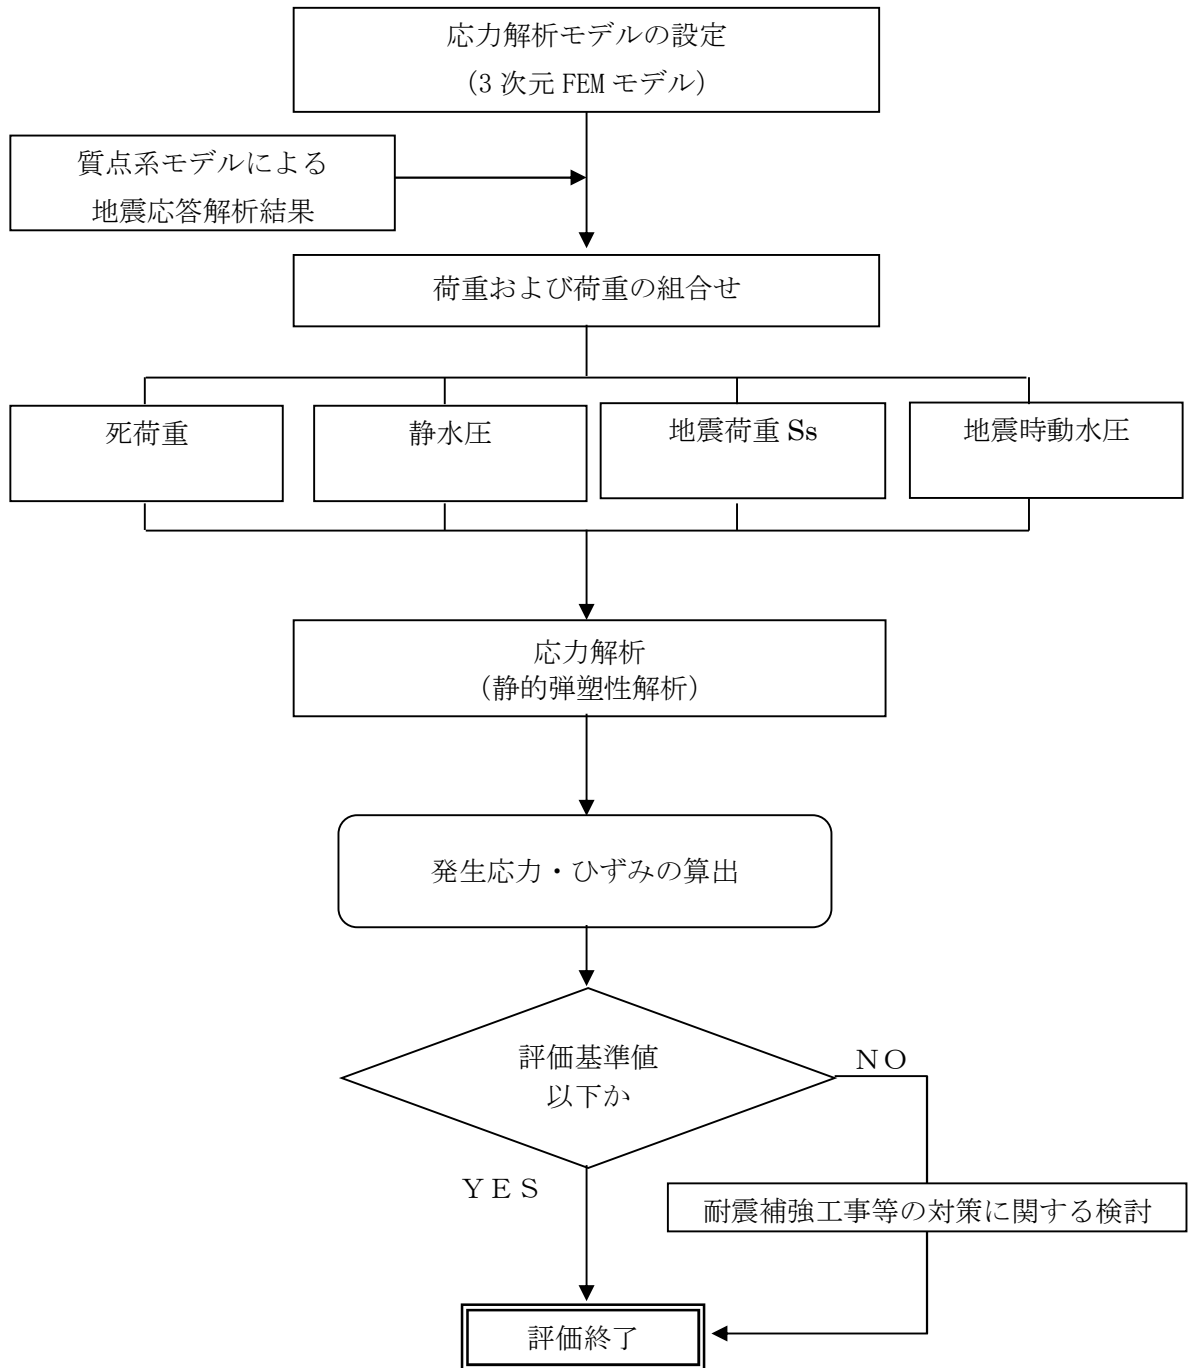 応力解析モデルの設定
(3 次元 FEM モデル)
質点系モデルによる
地震応答解析結果
荷重および荷重の組合せ
死荷重
静水圧
地震荷重 Ss
地震時動水圧
応力解析
(静的弾塑性解析)
発生応力・ひずみの算出
評価基準値
以下か
ＮＯ
ＹＥＳ
耐震補強工事等の対策に関する検討
評価終了